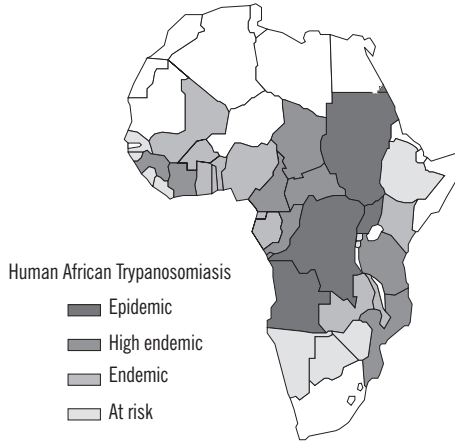 Human African Trypanosomiasis
Epidemic
High endemic
Endemic
At risk